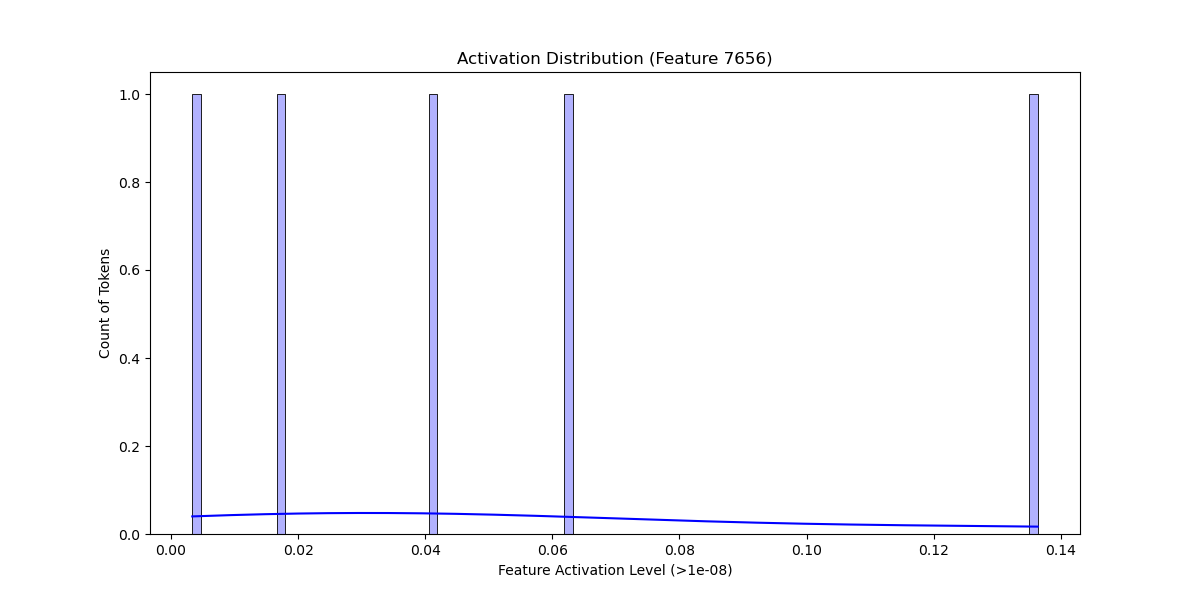 Activation Distribution (Feature 7656)
Count of Tokens
1.0
0.8
0.6
0.4
0.2
0.0
0.00 0.02 0.04 0.06 0.08 0.10 0.12 0.14
Feature Activation Level (>1e-08)